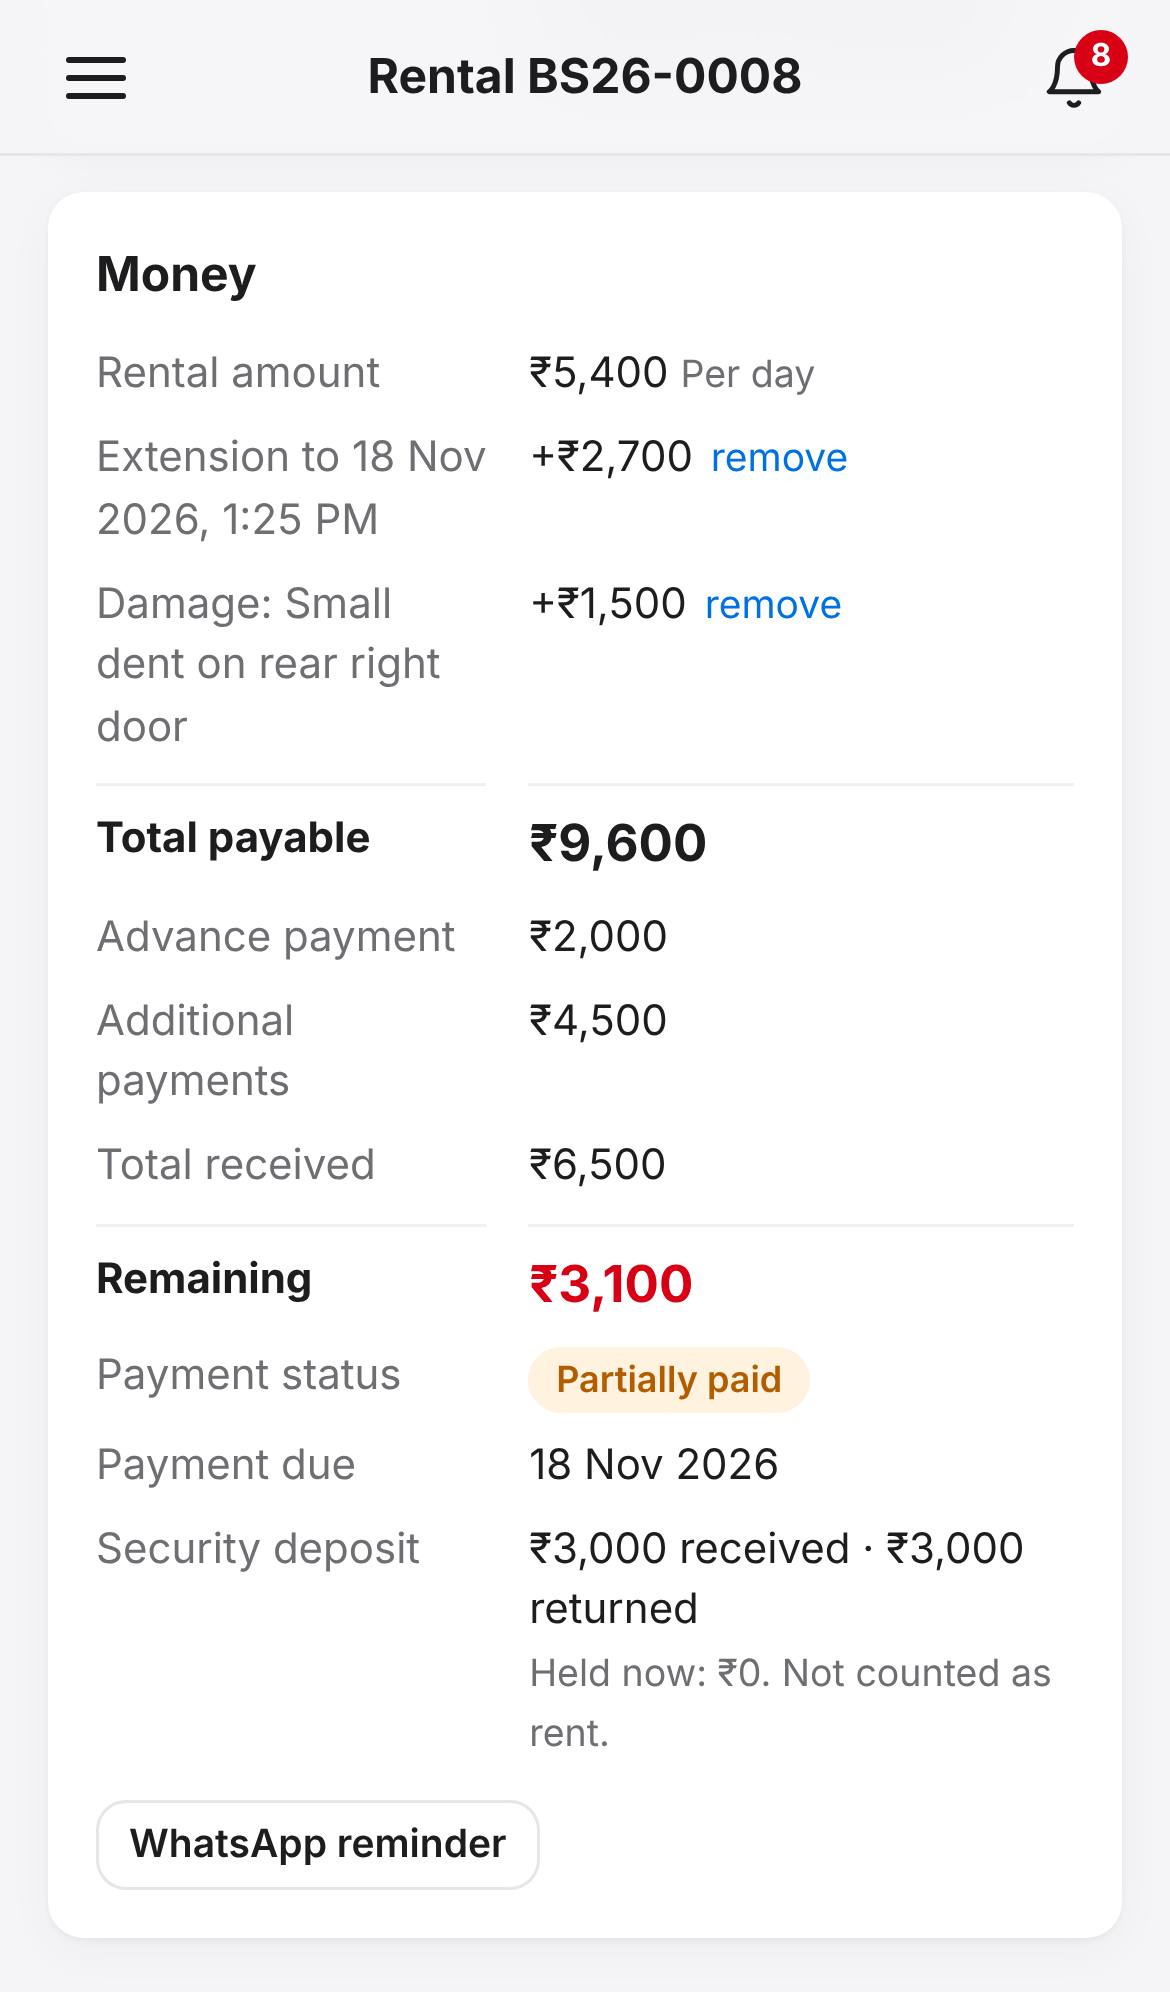 Rental BS26-0008
8
Money
Rental amount ₹5,400 Per day
Extension to 18 Nov +₹2,700 remove
2026, 1:25 PM
Damage: Small +₹1,500 remove
dent on rear right
door
Total payable ₹9,600
Advance payment ₹2,000
Additional ₹4,500
payments
Total received ₹6,500
Remaining ₹3,100
Payment status Partially paid
Payment due 18 Nov 2026
Security deposit ₹3,000 received · ₹3,000
returned
Held now: ₹0. Not counted as
rent.
WhatsApp reminder